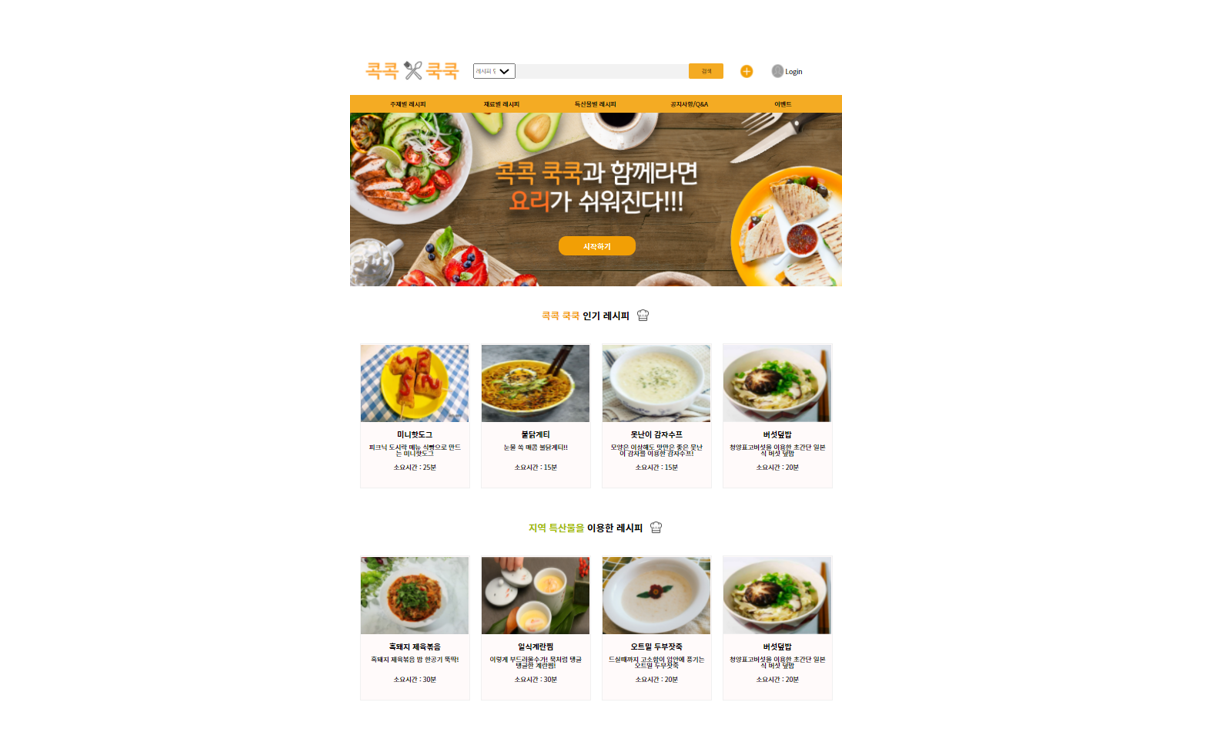 콕콕 쿡쿡
레시피
검색
Login
주제별 레시피
재료별 레시피
특산물별 레시피
공지사항/Q&A
이벤트
콕콕 쿡쿡과 함께라면
요리가 쉬워진다!!!
시작하기
콕콕 쿡쿡 인기 레시피
미니핫도그
피크닉 도시락 메뉴 식빵으로 만드
는 미니핫도그
소요시간 : 25분
불닭게티
눈물 쏙 매콤 불닭게티!!
소요시간 : 15분
못난이 감자수프
모양은 이상해도 맛만은 좋은 못난
이 감자를 이용한 감자수프!
소요시간 : 15분
버섯덮밥
청양표고버섯을 이용한 초간단 일본
식 버섯 덮밥
소요시간 : 20분
지역 특산물을 이용한 레시피
흑돼지 제육볶음
흑돼지 제육볶음 밥 한공기 뚝딱!
소요시간 : 30분
일식계란찜
이렇게 부드러울수가! 묵처럼 탱글
탱글한 계란찜!
소요시간 : 30분
오트밀 두부잣죽
드실때까지 고소함이 입안에 풍기는
오트밀 두부잣죽
소요시간 : 20분
버섯덮밥
청양표고버섯을 이용한 초간단 일본
식 버섯 덮밥
소요시간 : 20분